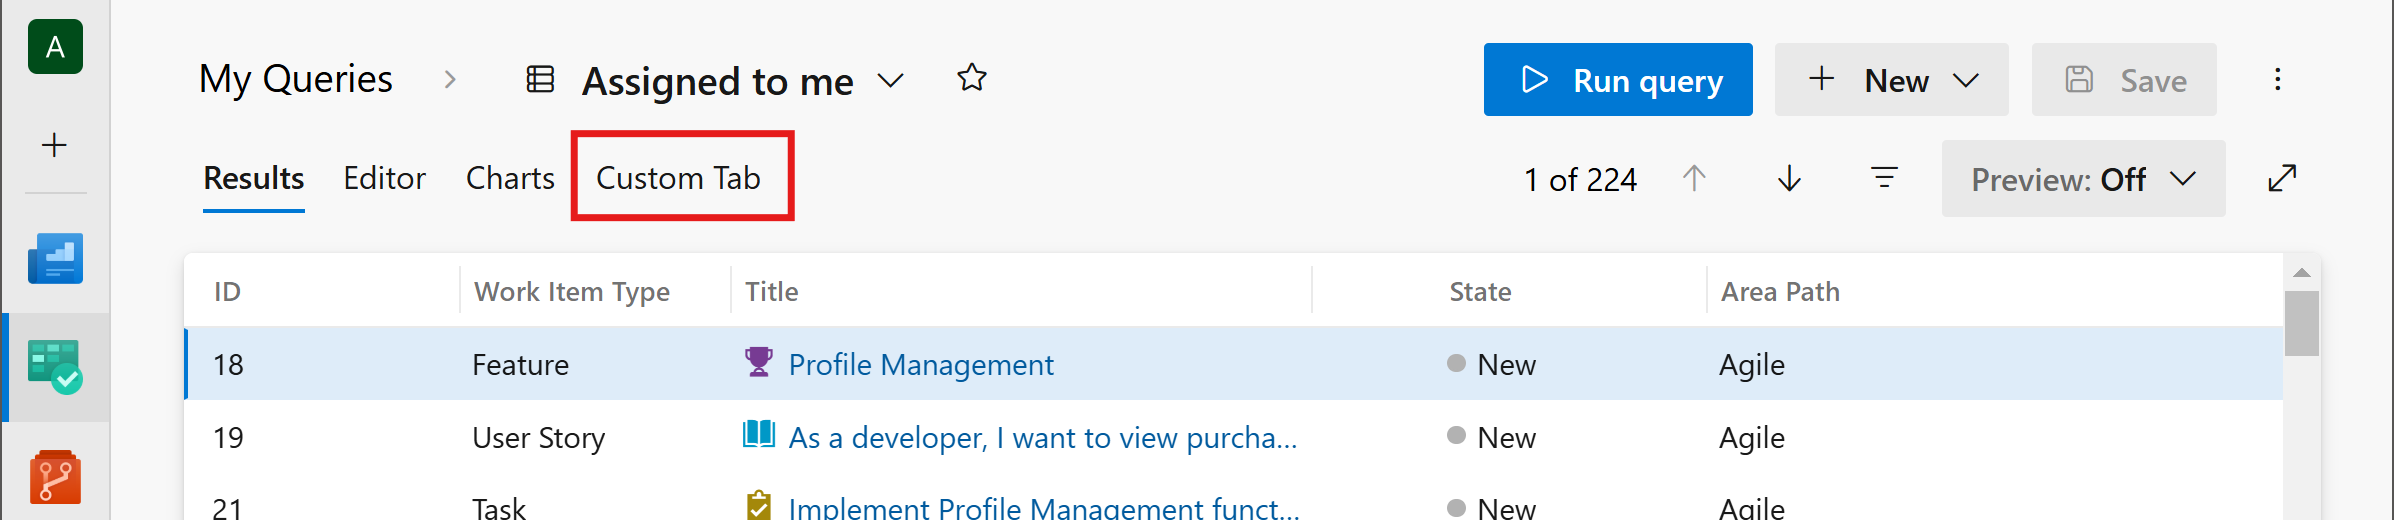 A
My Queries > Assigned to me
Run query
New
Save
Results Editor Charts Custom Tab
1 of 224
Preview: Off
ID Work Item Type Title State Area Path
18 Feature Profile Management New Agile
19 User Story As a developer, I want to view purcha... New Agile
21 Task Implement Profile Management funct... New Agile